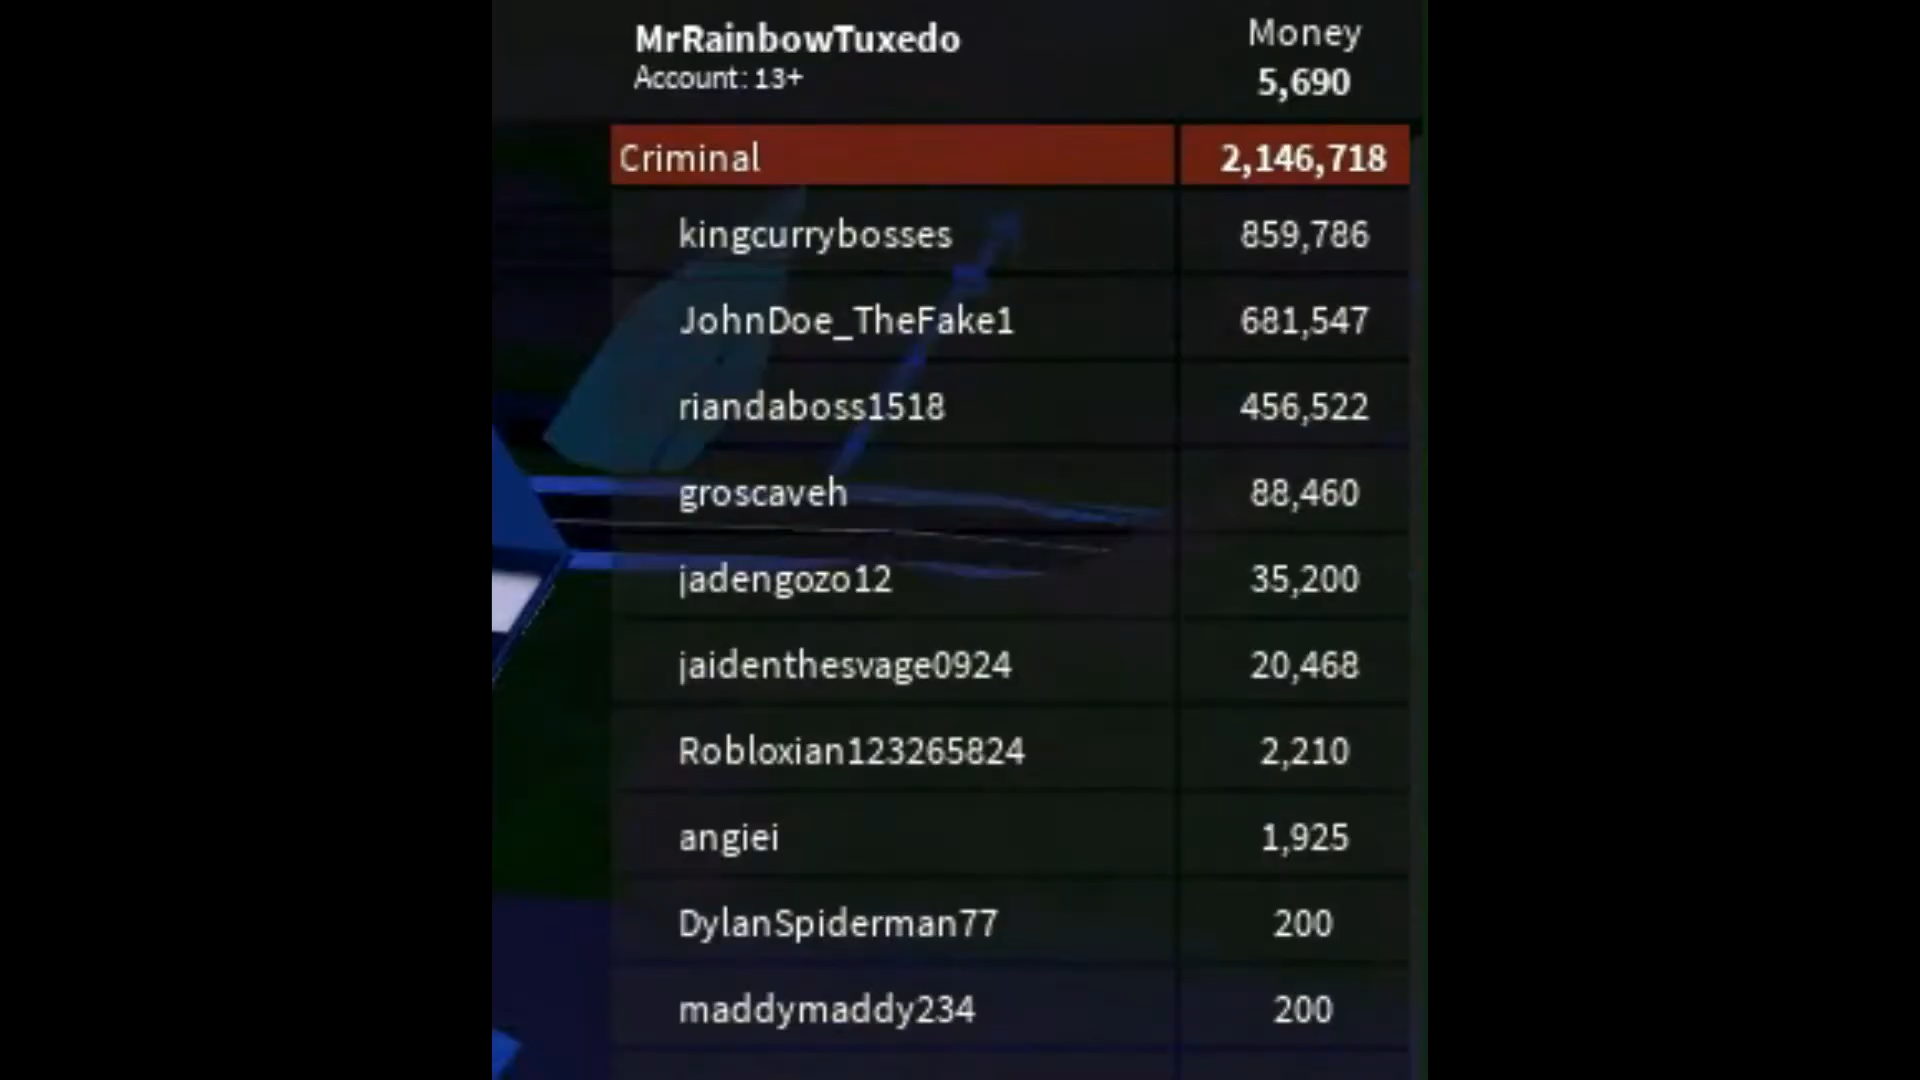 MrRainbowTuxedo Money
Account: 13+ 5,690
Criminal 2,146,718
kingcurrybosses 859,786
JohnDoe_TheFake1 681,547
riandaboss1518 456,522
groscaveh 88,460
jadengozo12 35,200
jaidenthesvage0924 20,468
Robloxian123265824 2,210
angiei 1,925
DylanSpiderman77 200
maddymaddy234 200